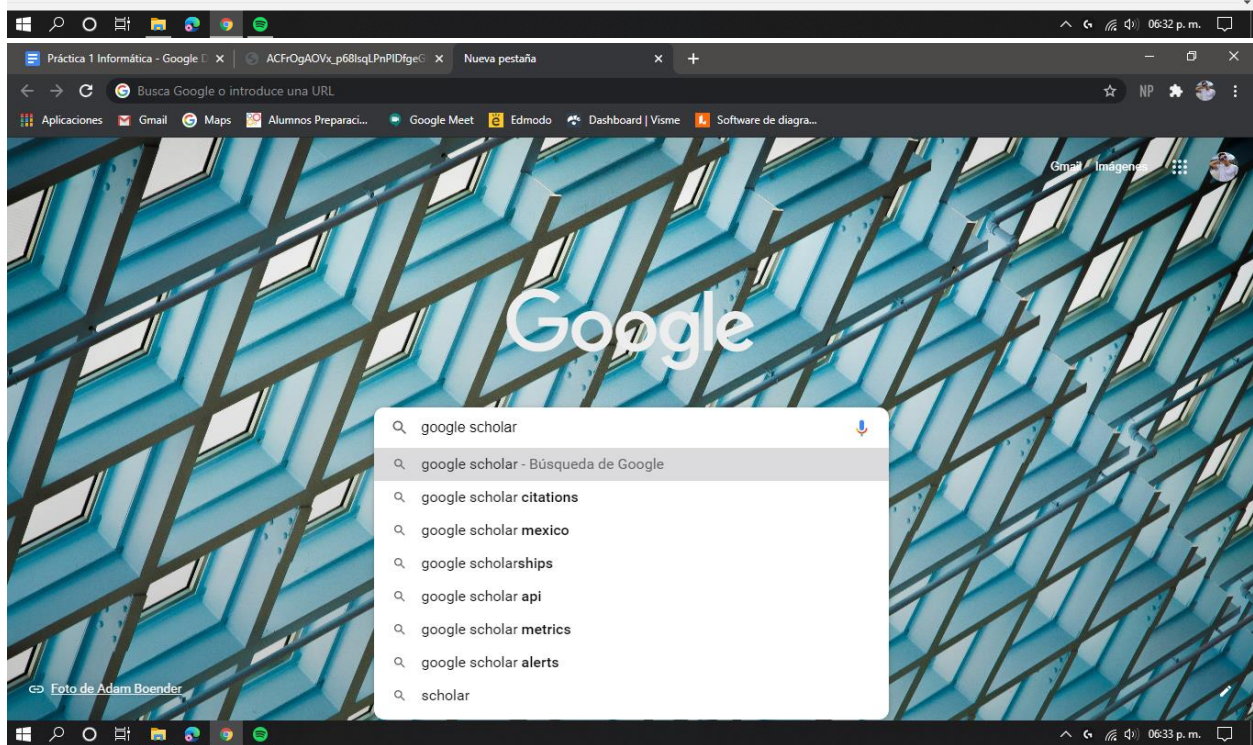 06:32 p. m.
Práctica 1 Informática - Google D
ACFrOgAOVx_p68IsqLPnPIDfgeG
Nueva pestaña
Busca Google o introduce una URL
NP
Aplicaciones Gmail Maps Alumnos Preparaci... Google Meet Edmodo Dashboard | Visme Software de diagra...
Gmail Imágenes
Google
google scholar
google scholar - Búsqueda de Google
google scholar citations
google scholar mexico
google scholarships
google scholar api
google scholar metrics
google scholar alerts
scholar
Foto de Adam Boender
06:33 p. m.